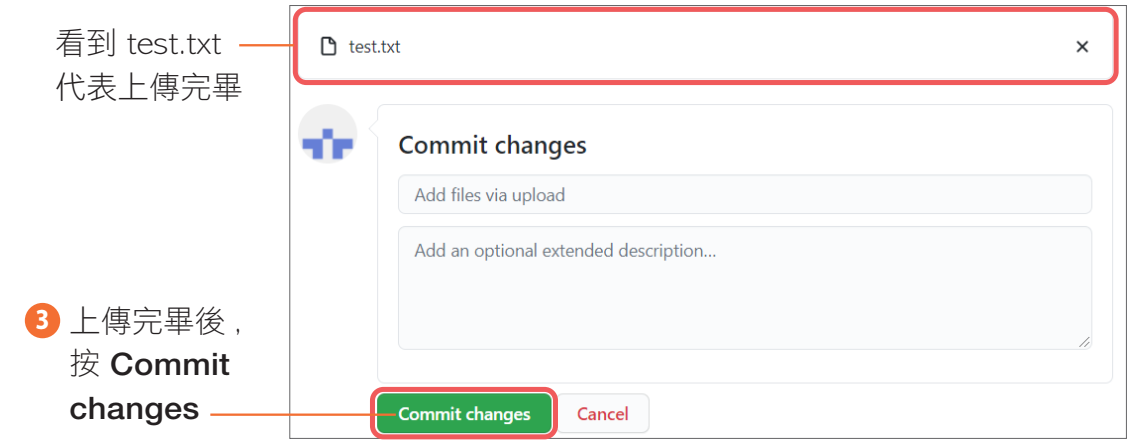 看到 test.txt
代表上傳完畢
test.txt
Commit changes
Add files via upload
Add an optional extended description...
3 上傳完畢後,
按 Commit
changes
Commit changes
Cancel